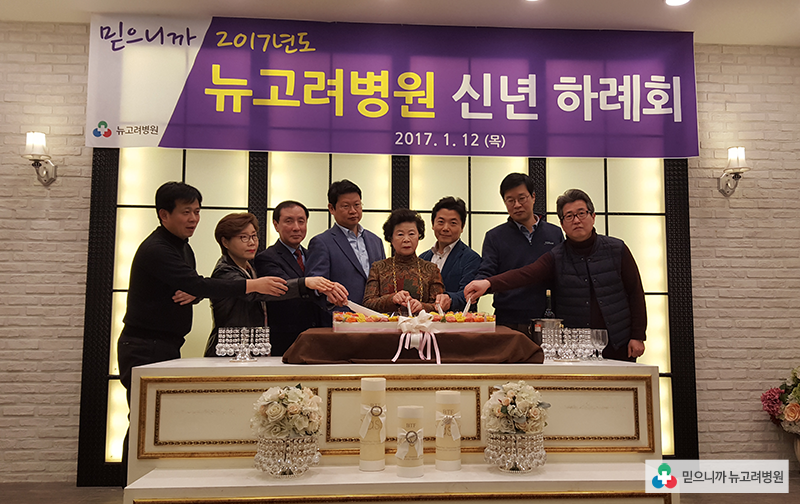 믿으니까 2017년도
뉴고려병원 신년 하례회
뉴고려병원
2017. 1. 12 (목)
믿으니까 뉴고려병원